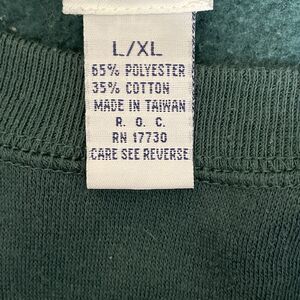 L/XL
65% POLYESTER
35% COTTON
MADE IN TAIWAN
R. O. C.
RN 17730
CARE SEE REVERSE